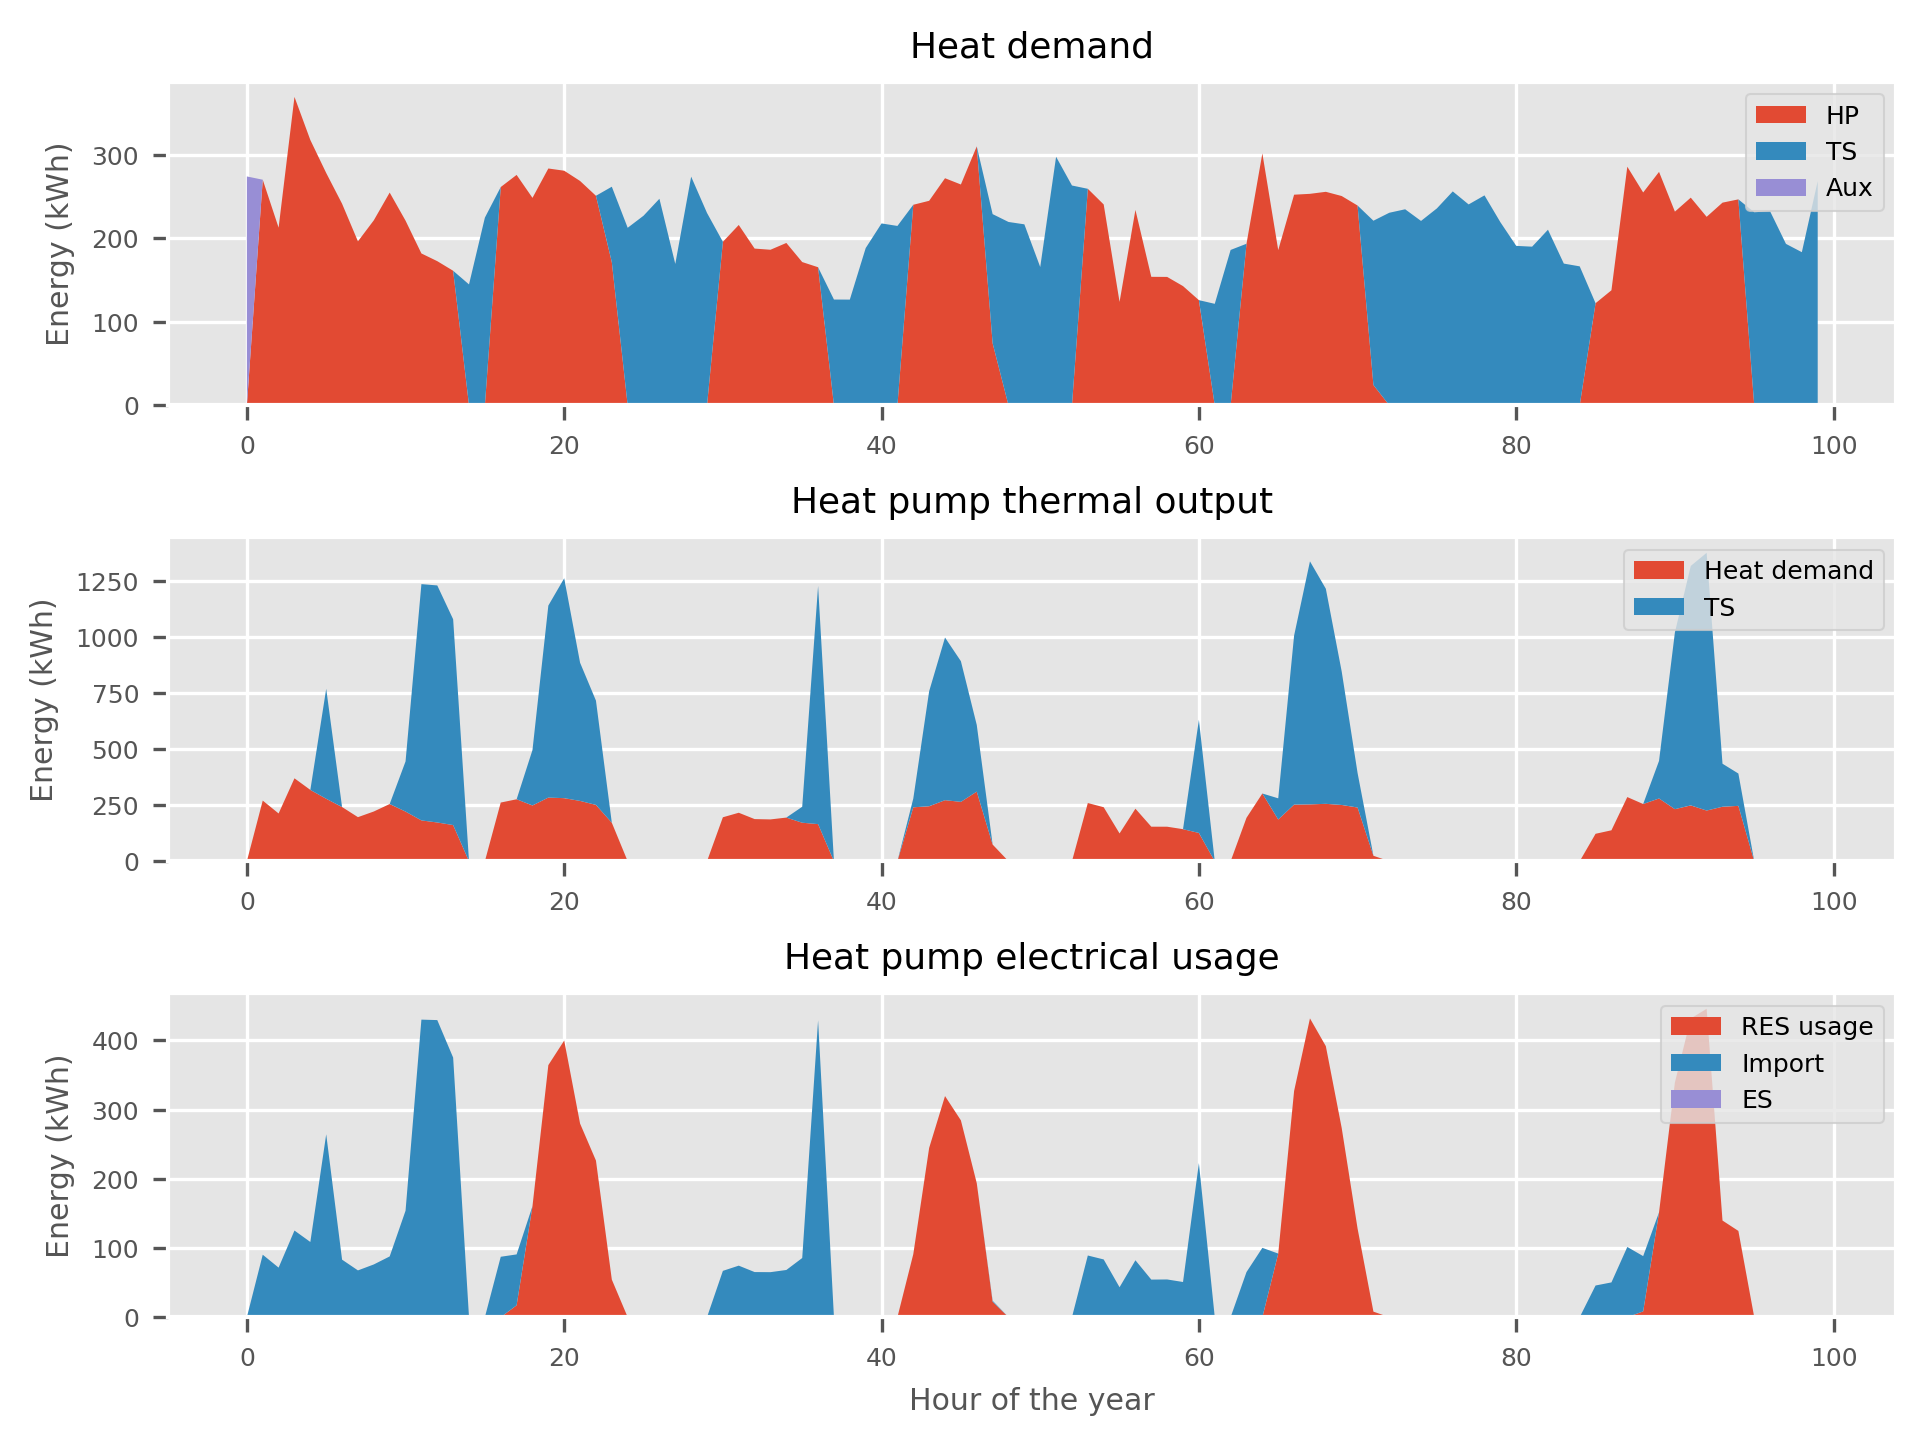 Heat demand
Energy (kWh)
300
200
100
0
HP
TS
Aux
0 20 40 60 80 100
Heat pump thermal output
Energy (kWh)
1250
1000
750
500
250
0
Heat demand
TS
0 20 40 60 80 100
Heat pump electrical usage
Energy (kWh)
400
300
200
100
0
RES usage
Import
ES
0 20 40 60 80 100
Hour of the year